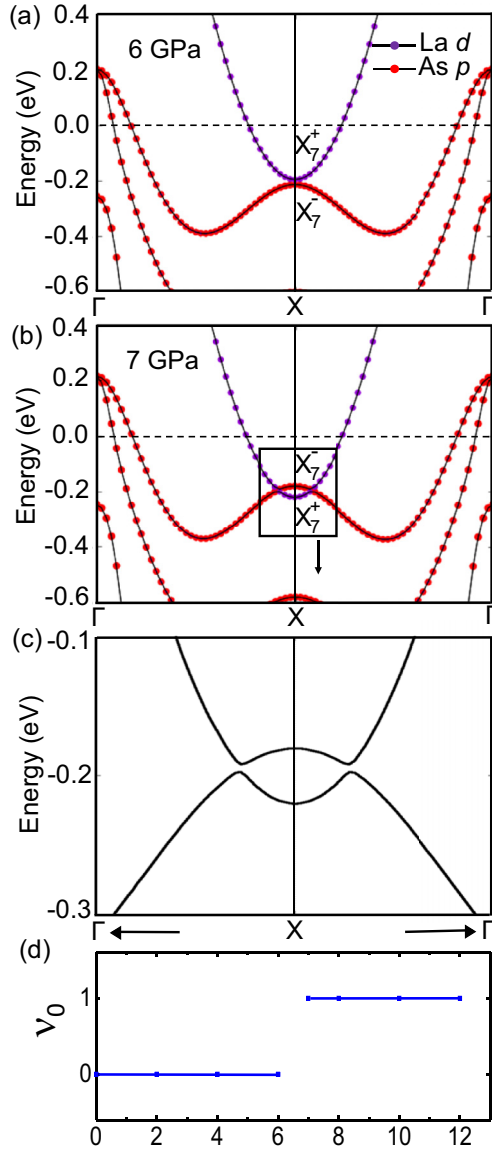 (a)
6 GPa
La d
As p
Energy (eV)
0.4
0.2
0.0
-0.2
-0.4
-0.6
X₇⁺
X₇⁻
Γ
X
Γ
(b)
7 GPa
Energy (eV)
0.4
0.2
0.0
-0.2
-0.4
-0.6
X₇⁻
X₇⁺
Γ
X
Γ
(c)
Energy (eV)
-0.1
-0.2
-0.3
Γ
X
Γ
(d)
ν₀
1
0
0 2 4 6 8 10 12